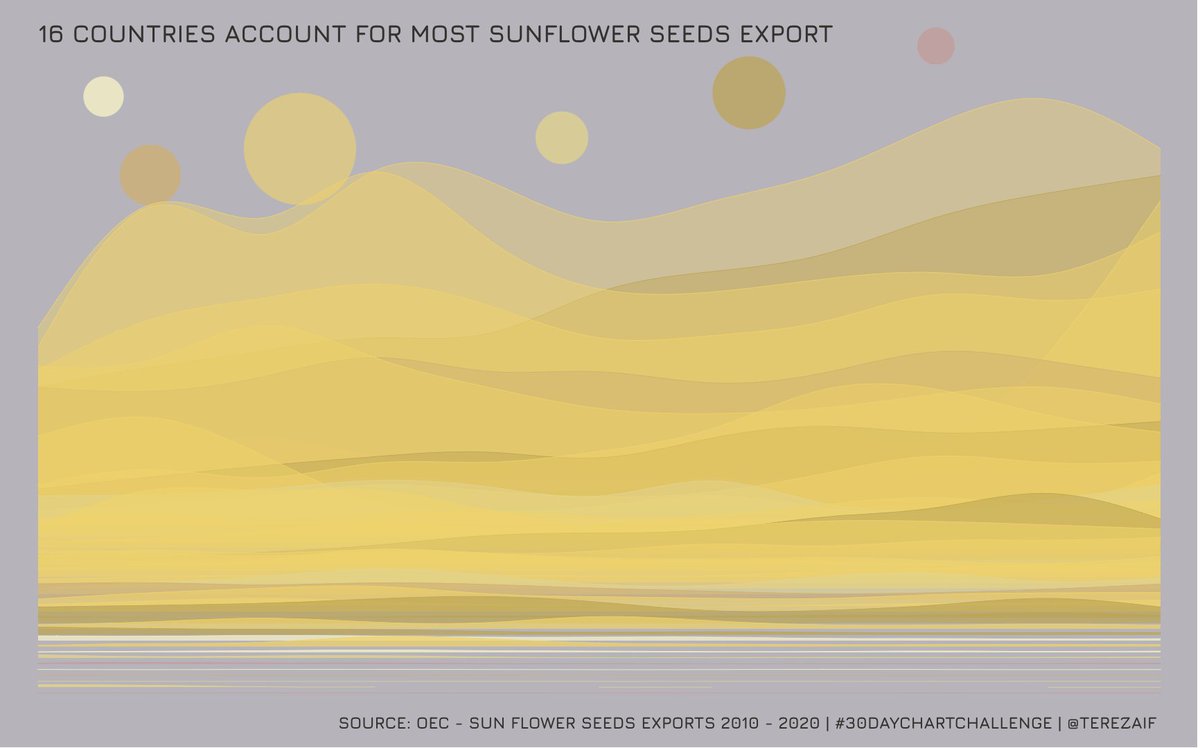 16 COUNTRIES ACCOUNT FOR MOST SUNFLOWER SEEDS EXPORT
SOURCE: OEC - SUN FLOWER SEEDS EXPORTS 2010 - 2020 | #30DAYCHARTCHALLENGE | @TEREZAIF